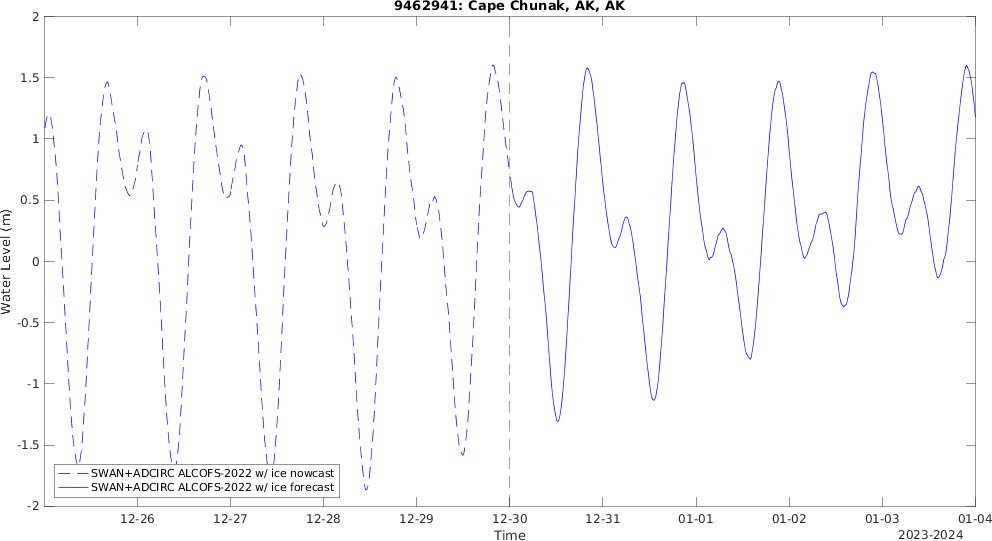 9462941: Cape Chunak, AK, AK
2
1.5
1
0.5
0
-0.5
-1
-1.5
-2
Water Level (m)
SWAN+ADCIRC ALCOFS-2022 w/ ice nowcast
SWAN+ADCIRC ALCOFS-2022 w/ ice forecast
12-26 12-27 12-28 12-29 12-30 12-31 01-01 01-02 01-03 01-04
Time
2023-2024